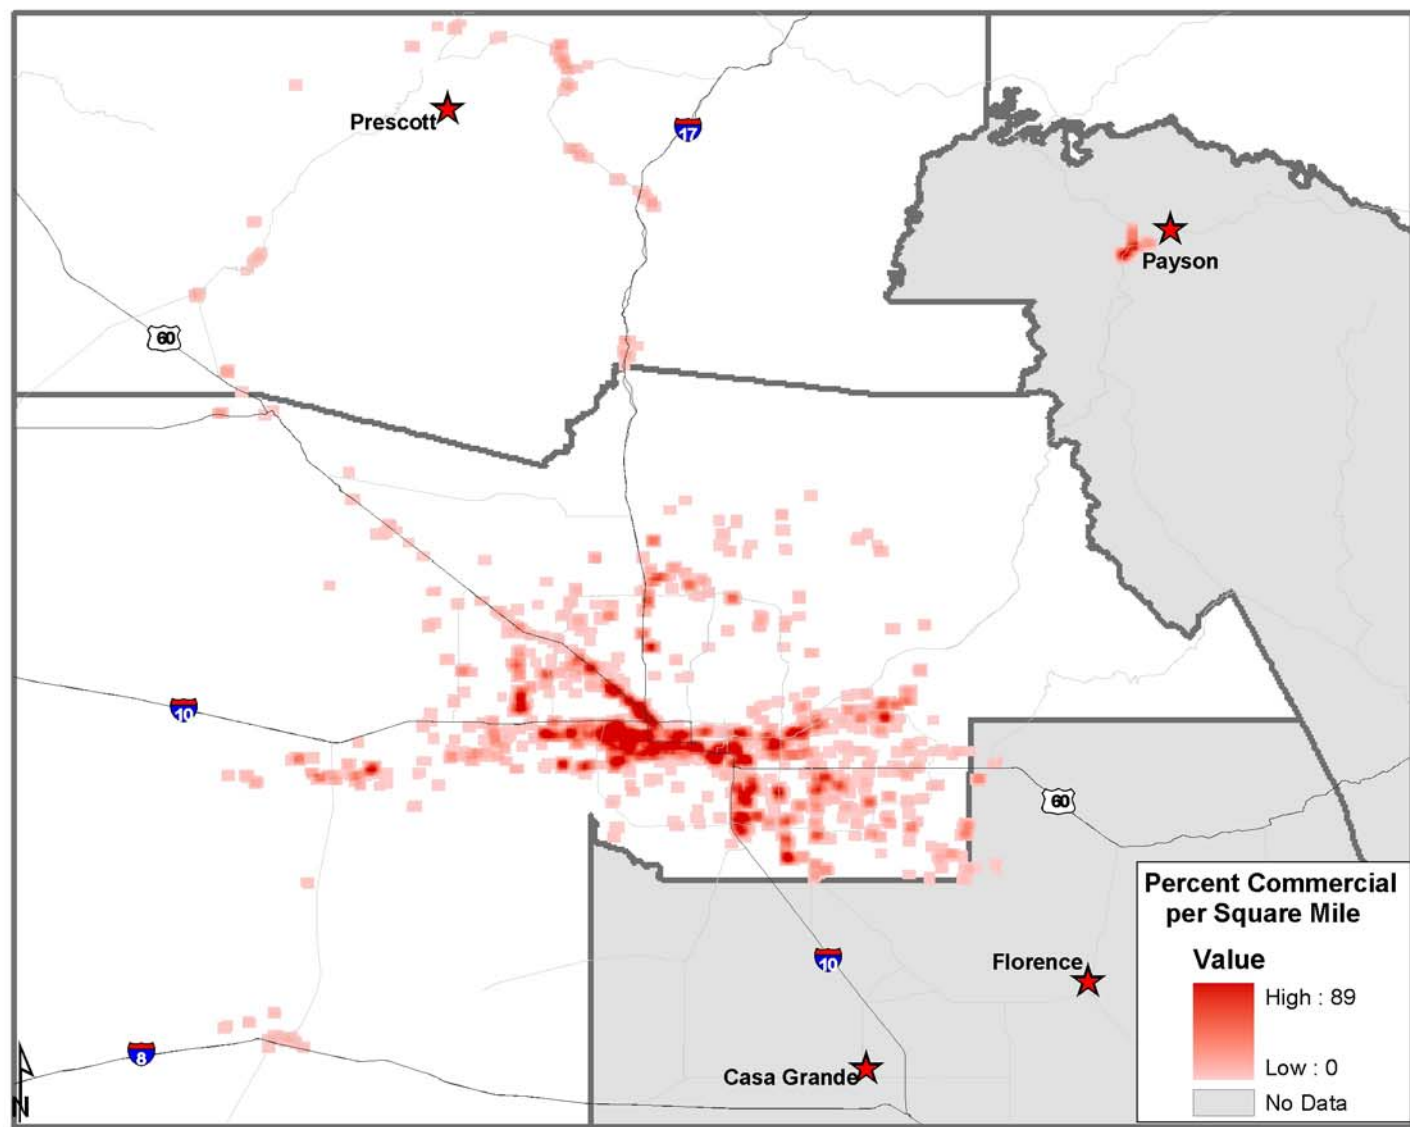 Prescott
17
Payson
60
10
60
10
Florence
8
Casa Grande
N
Percent Commercial
per Square Mile
Value
High : 89
Low : 0
No Data